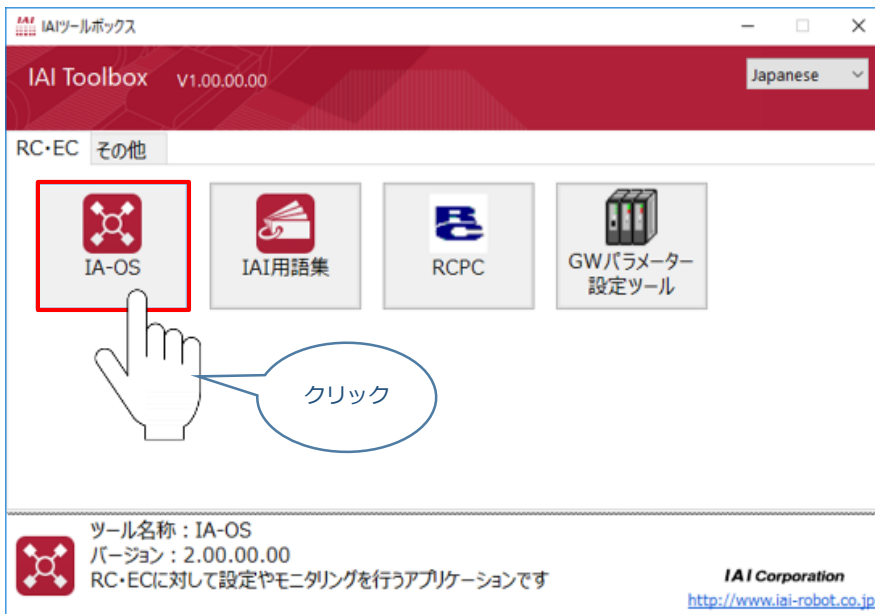 IAI IAIツールボックス
IAI Toolbox V1.00.00.00
Japanese
RC・EC その他
IA-OS
IAI用語集
RC
RCPC
GWパラメーター
設定ツール
クリック
ツール名称：IA-OS
バージョン：2.00.00.00
RC・ECに対して設定やモニタリングを行うアプリケーションです
IAI Corporation
http://www.iai-robot.co.jp